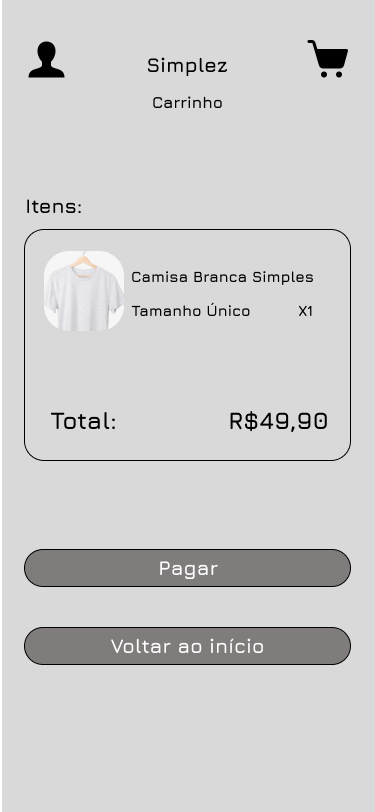 Simplez
Carrinho
Itens:
Camisa Branca Simples
Tamanho Único X1
Total: R$49,90
Pagar
Voltar ao início